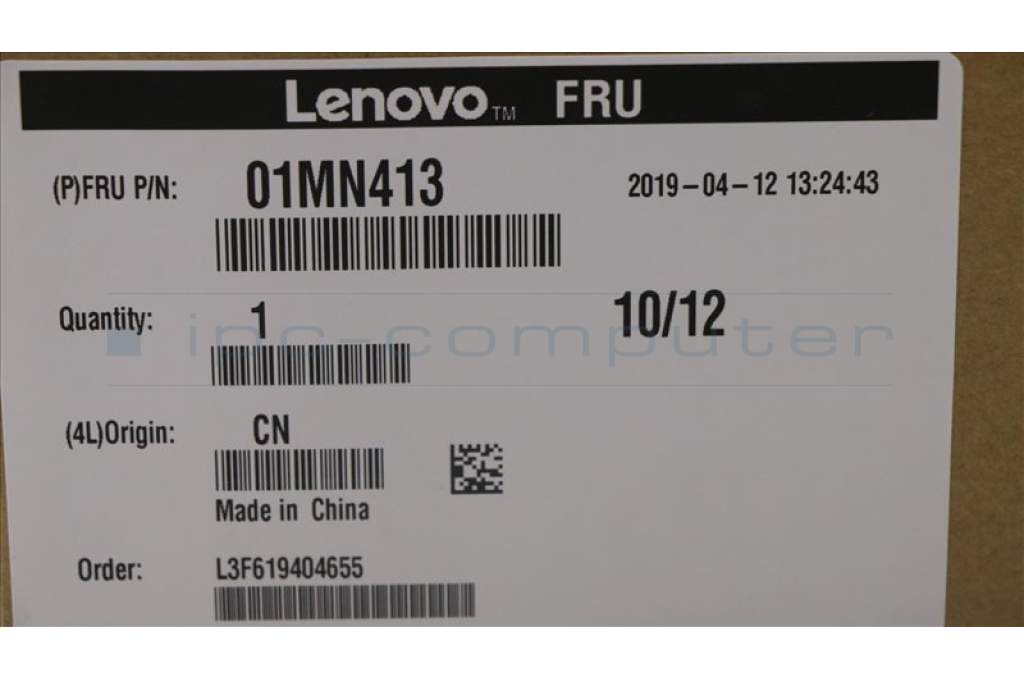 Lenovo™ FRU
(P)FRU P/N: 01MN413 2019-04-12 13:24:43
Quantity: 1 10/12
ipc-computer
(4L)Origin: CN
Made in China
Order: L3F619404655